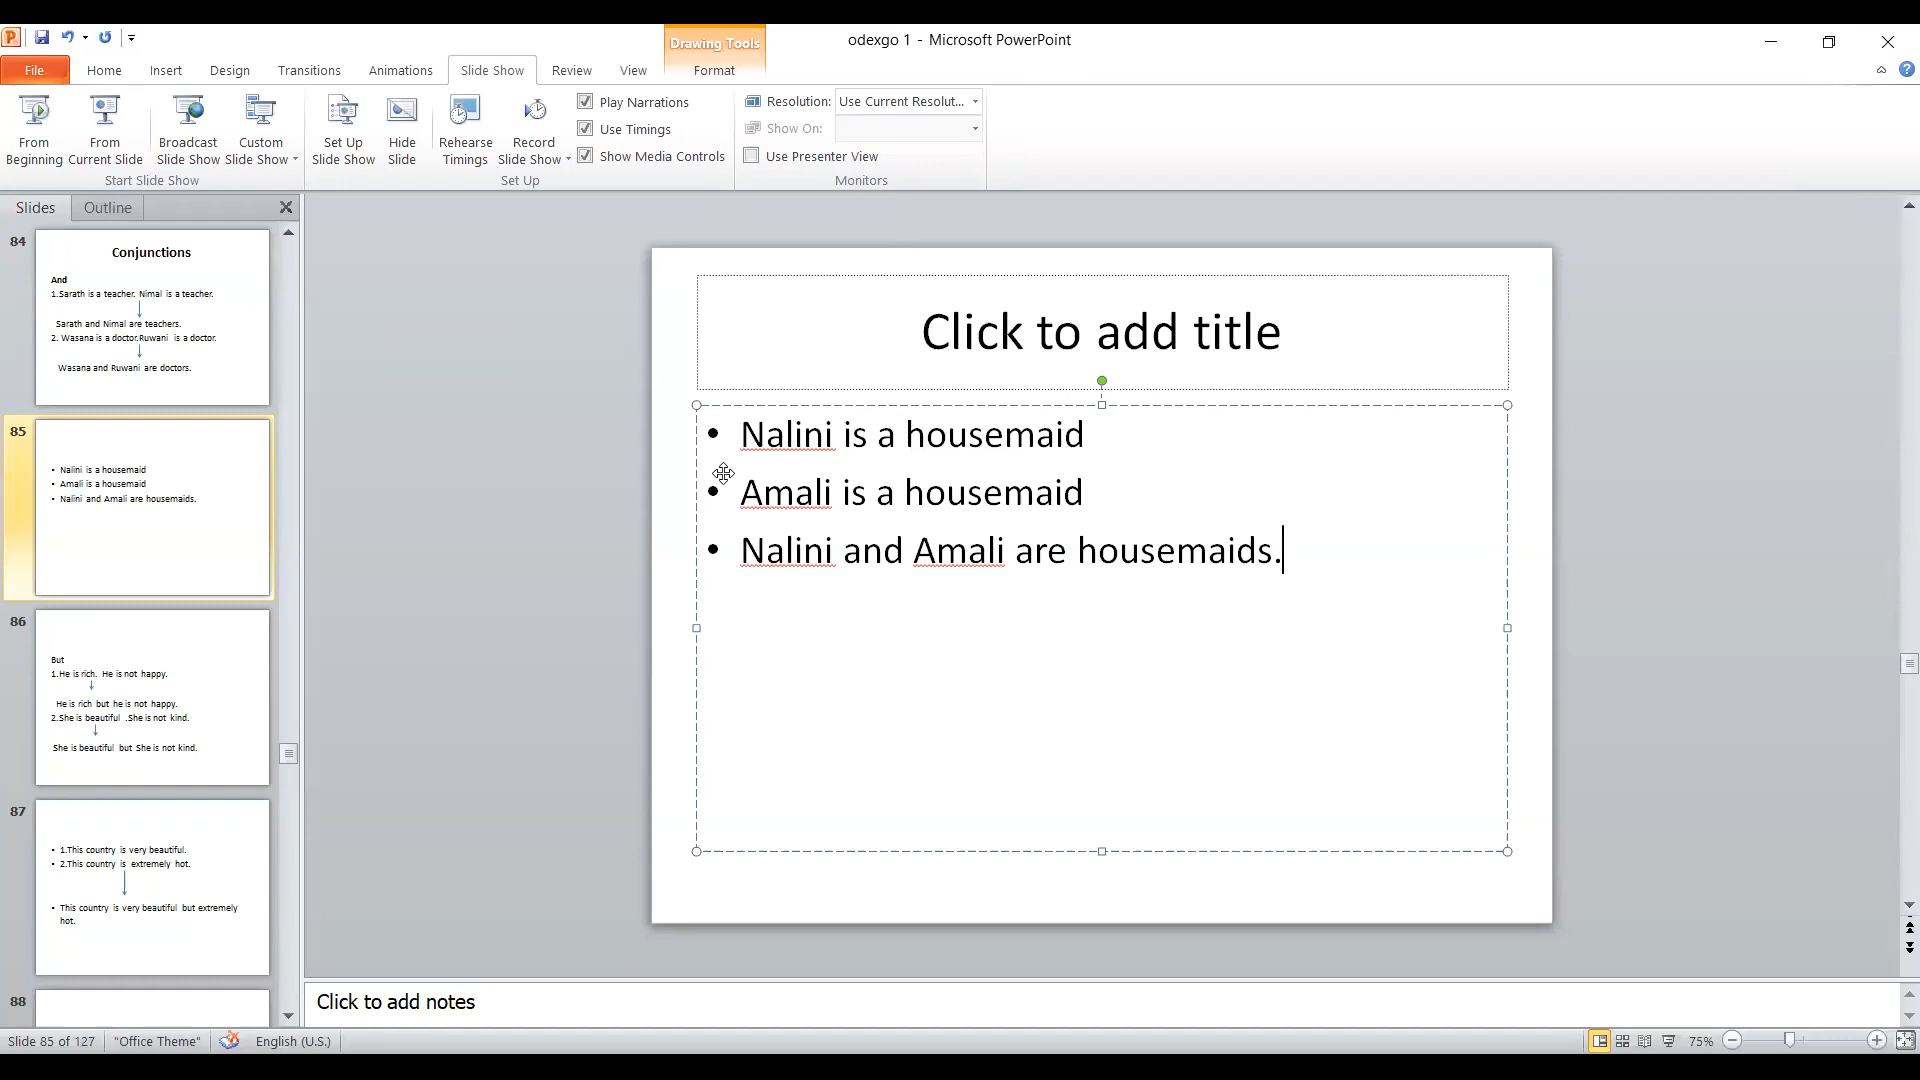 odexgo 1 - Microsoft PowerPoint
Drawing Tools
File Home Insert Design Transitions Animations Slide Show Review View Format
From Beginning
From Current Slide
Broadcast Slide Show
Custom Slide Show
Start Slide Show
Set Up Slide Show
Hide Slide
Rehearse Timings
Record Slide Show
Play Narrations
Use Timings
Show Media Controls
Set Up
Resolution: Use Current Resolut...
Show On:
Use Presenter View
Monitors
Slides Outline
84
Conjunctions
And
1.Sarath is a teacher. Nimal is a teacher.
Sarath and Nimal are teachers.
2. Wasana is a doctor.Ruwani is a doctor.
Wasana and Ruwani are doctors.
85
• Nalini is a housemaid
• Amali is a housemaid
• Nalini and Amali are housemaids.
86
But
1.He is rich. He is not happy.
He is rich but he is not happy.
2.She is beautiful .She is not kind.
She is beautiful but She is not kind.
87
• 1.This country is very beautiful.
• 2.This country is extremely hot.
• This country is very beautiful but extremely
hot.
88
Click to add title
• Nalini is a housemaid
• Amali is a housemaid
• Nalini and Amali are housemaids.
Click to add notes
Slide 85 of 127 "Office Theme" English (U.S.) 75%